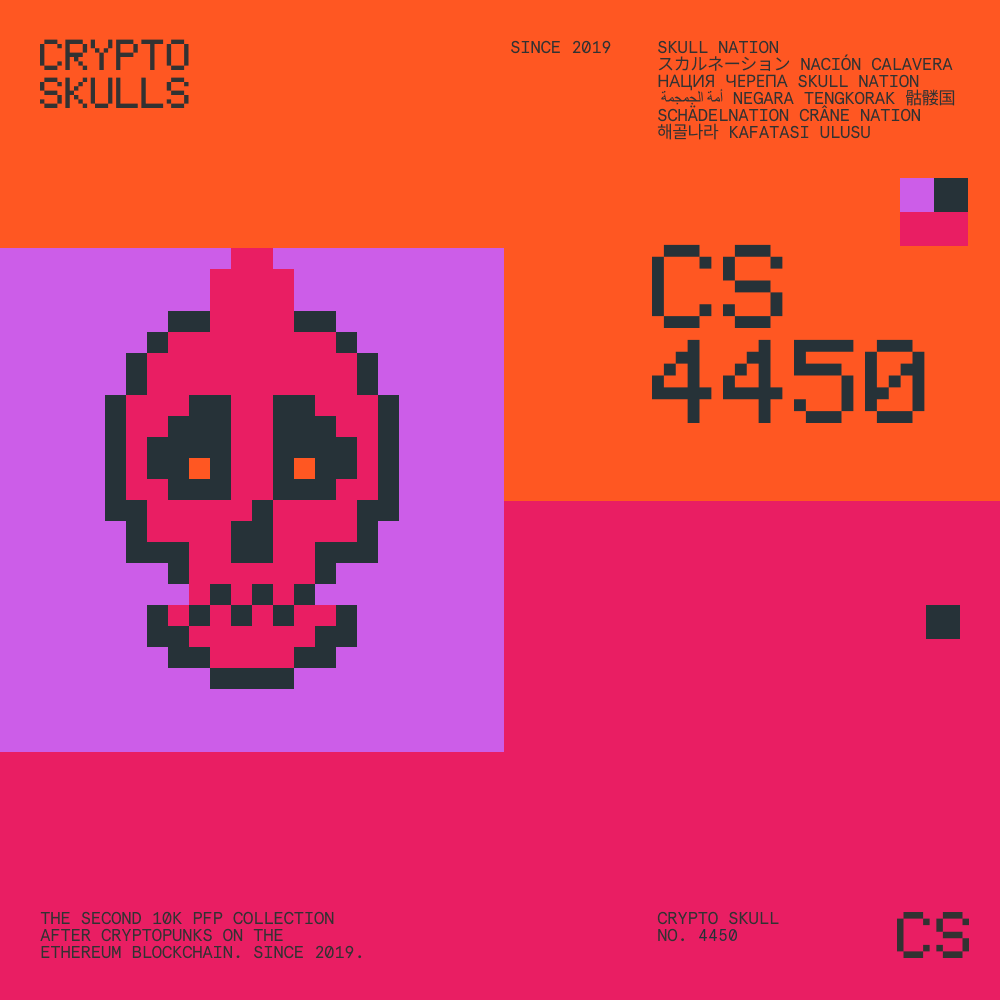 CRYPTO
SKULLS
SINCE 2019
SKULL NATION
スカルネーション NACIÓN CALAVERA
НАЦИЯ ЧЕРЕПА SKULL NATION
أمة الجمجمة NEGARA TENGKORAK 骷髅国
SCHÄDELNATION CRÂNE NATION
해골나라 KAFATASI ULUSU
CS
4450
THE SECOND 10K PFP COLLECTION
AFTER CRYPTOPUNKS ON THE
ETHEREUM BLOCKCHAIN. SINCE 2019.
CRYPTO SKULL
NO. 4450
CS